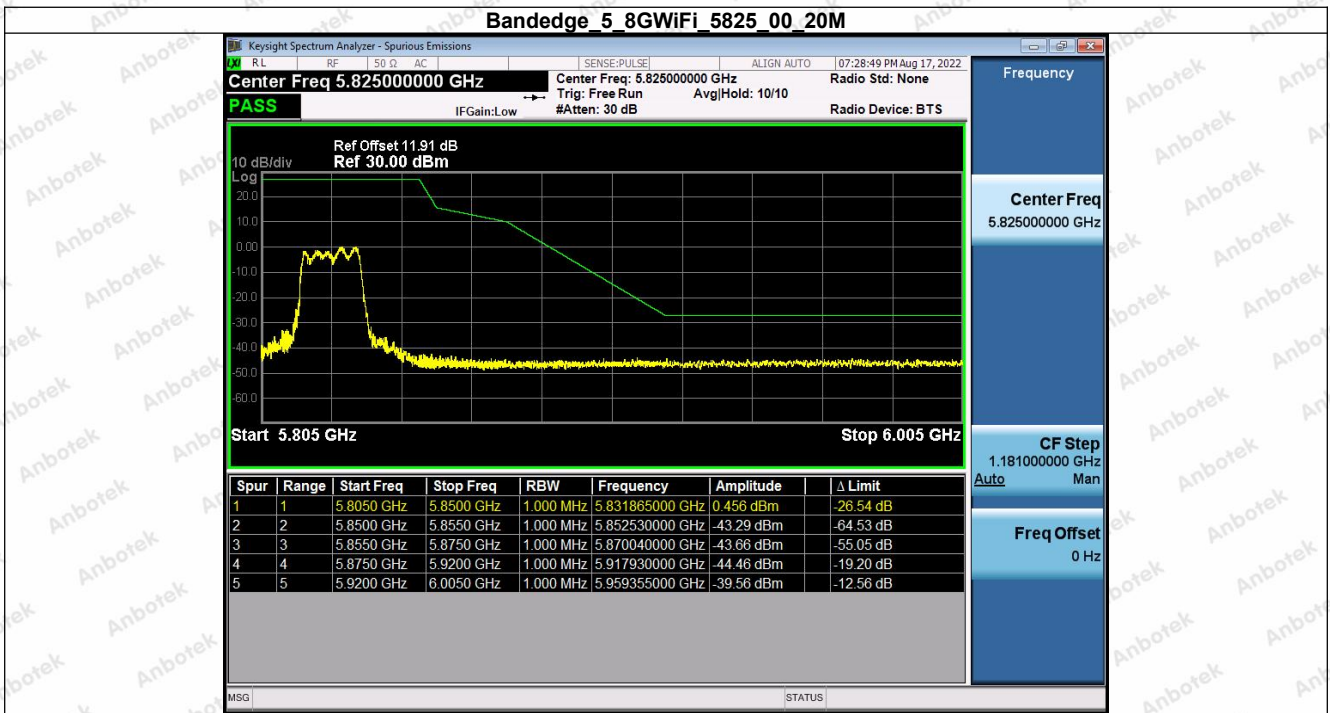 Bandedge_5_8GWiFi_5825_00_20M
Keysight Spectrum Analyzer - Spurious Emissions
LXI RL RF 50 Ω AC SENSE:PULSE ALIGN AUTO 07:28:49 PM Aug 17, 2022
Center Freq 5.825000000 GHz Center Freq: 5.825000000 GHz Radio Std: None
Trig: Free Run Avg|Hold: 10/10
PASS IFGain:Low #Atten: 30 dB Radio Device: BTS
Frequency
Ref Offset 11.91 dB
10 dB/div Ref 30.00 dBm
Log
20.0
10.0
0.00
-10.0
-20.0
-30.0
-40.0
-50.0
-60.0
Start 5.805 GHz Stop 6.005 GHz
Center Freq
5.825000000 GHz
CF Step
1.181000000 GHz
Auto Man
Freq Offset
0 Hz
Spur Range Start Freq Stop Freq RBW Frequency Amplitude Δ Limit
1 1 5.8050 GHz 5.8500 GHz 1.000 MHz 5.831865000 GHz 0.456 dBm -26.54 dB
2 2 5.8500 GHz 5.8550 GHz 1.000 MHz 5.852530000 GHz -43.29 dBm -64.53 dB
3 3 5.8550 GHz 5.8750 GHz 1.000 MHz 5.870040000 GHz -43.66 dBm -55.05 dB
4 4 5.8750 GHz 5.9200 GHz 1.000 MHz 5.917930000 GHz -44.46 dBm -19.20 dB
5 5 5.9200 GHz 6.0050 GHz 1.000 MHz 5.959355000 GHz -39.56 dBm -12.56 dB
MSG STATUS
Anbotek